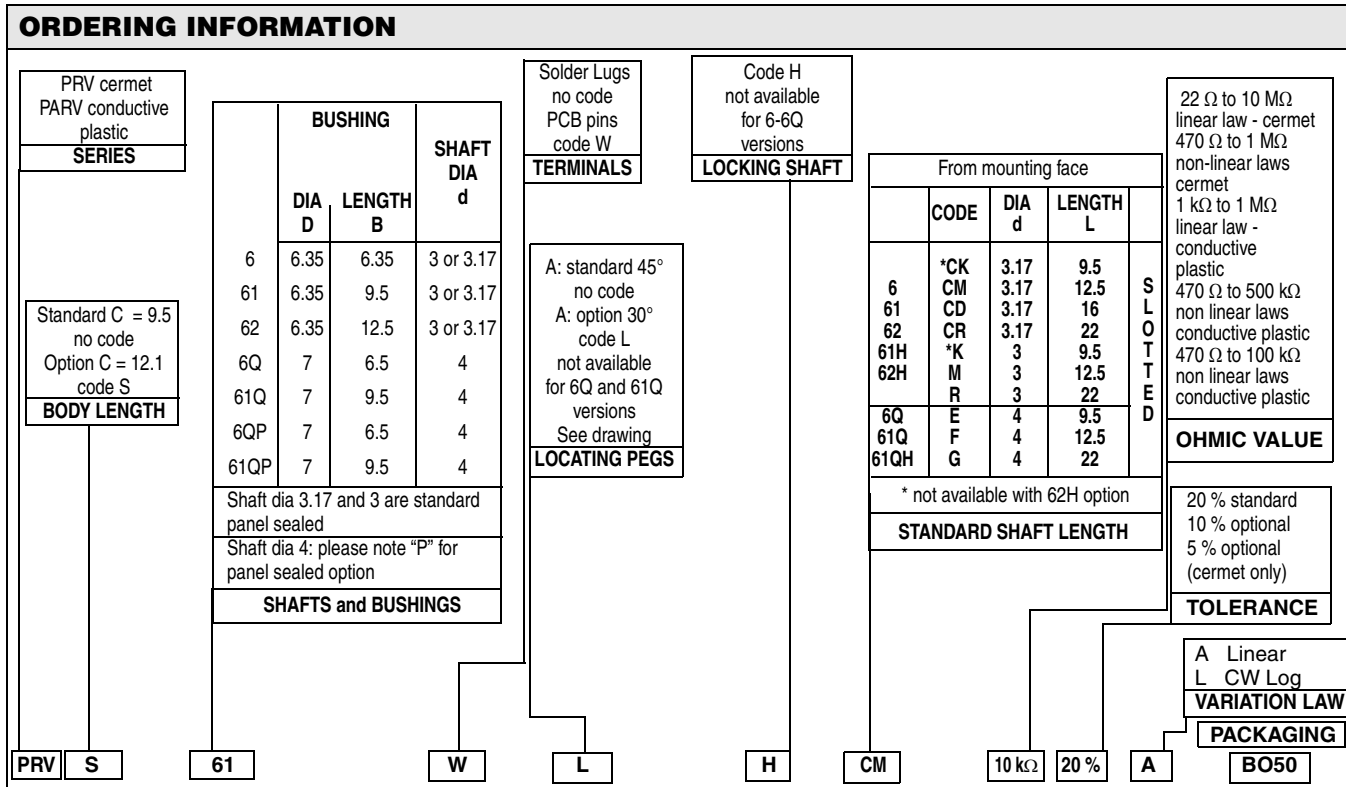 ORDERING INFORMATION
PRV cermet
PARV conductive
plastic
SERIES
Standard C = 9.5
no code
Option C = 12.1
code S
BODY LENGTH
BUSHING
SHAFT
DIA
d
DIA
D
LENGTH
B
6 6.35 6.35 3 or 3.17
61 6.35 9.5 3 or 3.17
62 6.35 12.5 3 or 3.17
6Q 7 6.5 4
61Q 7 9.5 4
6QP 7 6.5 4
61QP 7 9.5 4
Shaft dia 3.17 and 3 are standard
panel sealed
Shaft dia 4: please note “P” for
panel sealed option
SHAFTS and BUSHINGS
Solder Lugs
no code
PCB pins
code W
TERMINALS
A: standard 45°
no code
A: option 30°
code L
not available
for 6Q and 61Q
versions
See drawing
LOCATING PEGS
Code H
not available
for 6-6Q
versions
LOCKING SHAFT
From mounting face
CODE
DIA
d
LENGTH
L
*CK 3.17 9.5
6 CM 3.17 12.5
61 CD 3.17 16
62 CR 3.17 22
61H *K 3 9.5
62H M 3 12.5
R 3 22
6Q E 4 9.5
61Q F 4 12.5
61QH G 4 22
SLOTTED
* not available with 62H option
STANDARD SHAFT LENGTH
22 Ω to 10 MΩ
linear law - cermet
470 Ω to 1 MΩ
non-linear laws
cermet
1 kΩ to 1 MΩ
linear law -
conductive
plastic
470 Ω to 500 kΩ
non linear laws
conductive plastic
470 Ω to 100 kΩ
non linear laws
conductive plastic
OHMIC VALUE
20 % standard
10 % optional
5 % optional
(cermet only)
TOLERANCE
A Linear
L CW Log
VARIATION LAW
PACKAGING
PRV S 61 W L H CM 10 kΩ 20 % A BO50